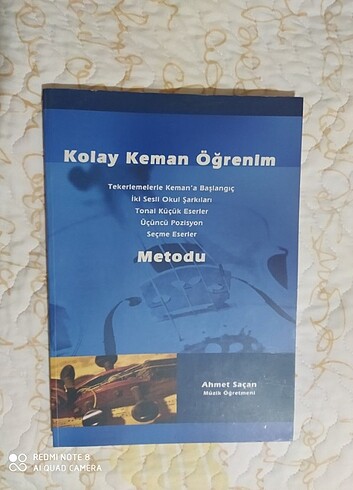 Kolay Keman Öğrenim
Tekerlemelerle Keman'a Başlangıç
İki Sesli Okul Şarkıları
Tonal Küçük Eserler
Üçüncü Pozisyon
Seçme Eserler
Metodu
Ahmet Saçan
Müzik Öğretmeni
REDMI NOTE 8
AI QUAD CAMERA